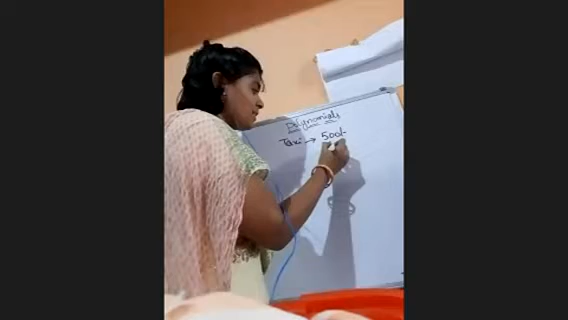 Polynomials
Taxi → 500/-